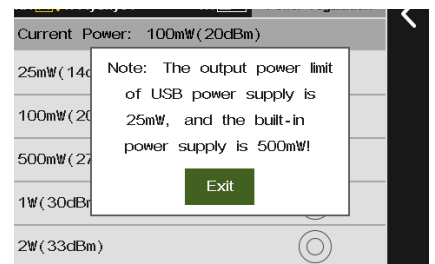 Current Power: 100mW(20dBm)
25mW(14d
Note: The output power limit
of USB power supply is
25mW, and the built-in
power supply is 500mW!
100mW(20
500mW(27
Exit
1W(30dBm
2W(33dBm)